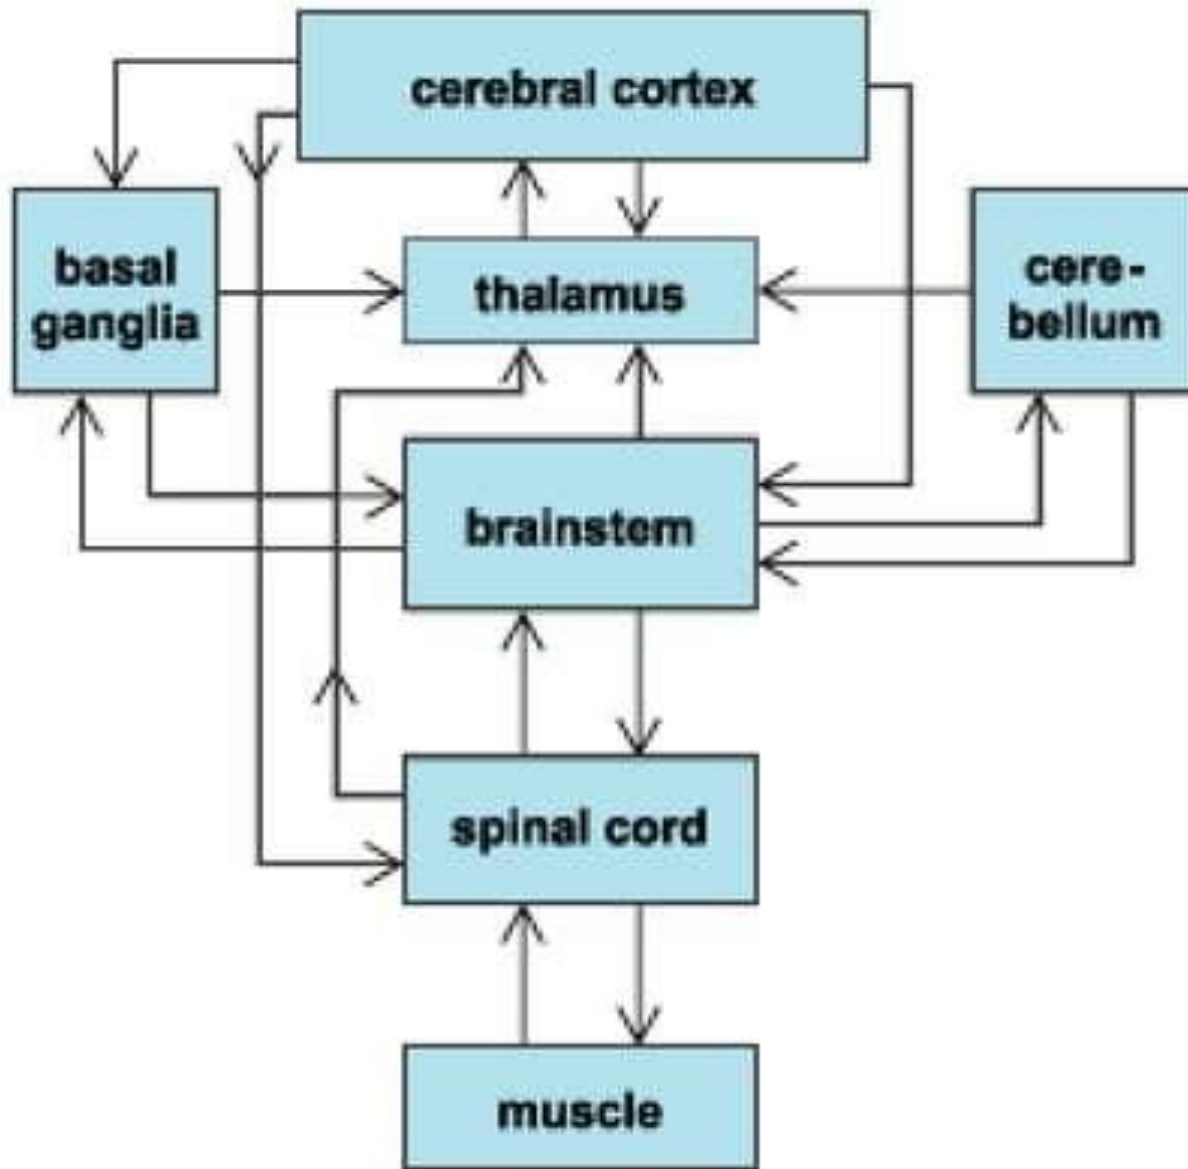 cerebral cortex
basal
ganglia
thalamus
cere-
bellum
brainstem
spinal cord
muscle